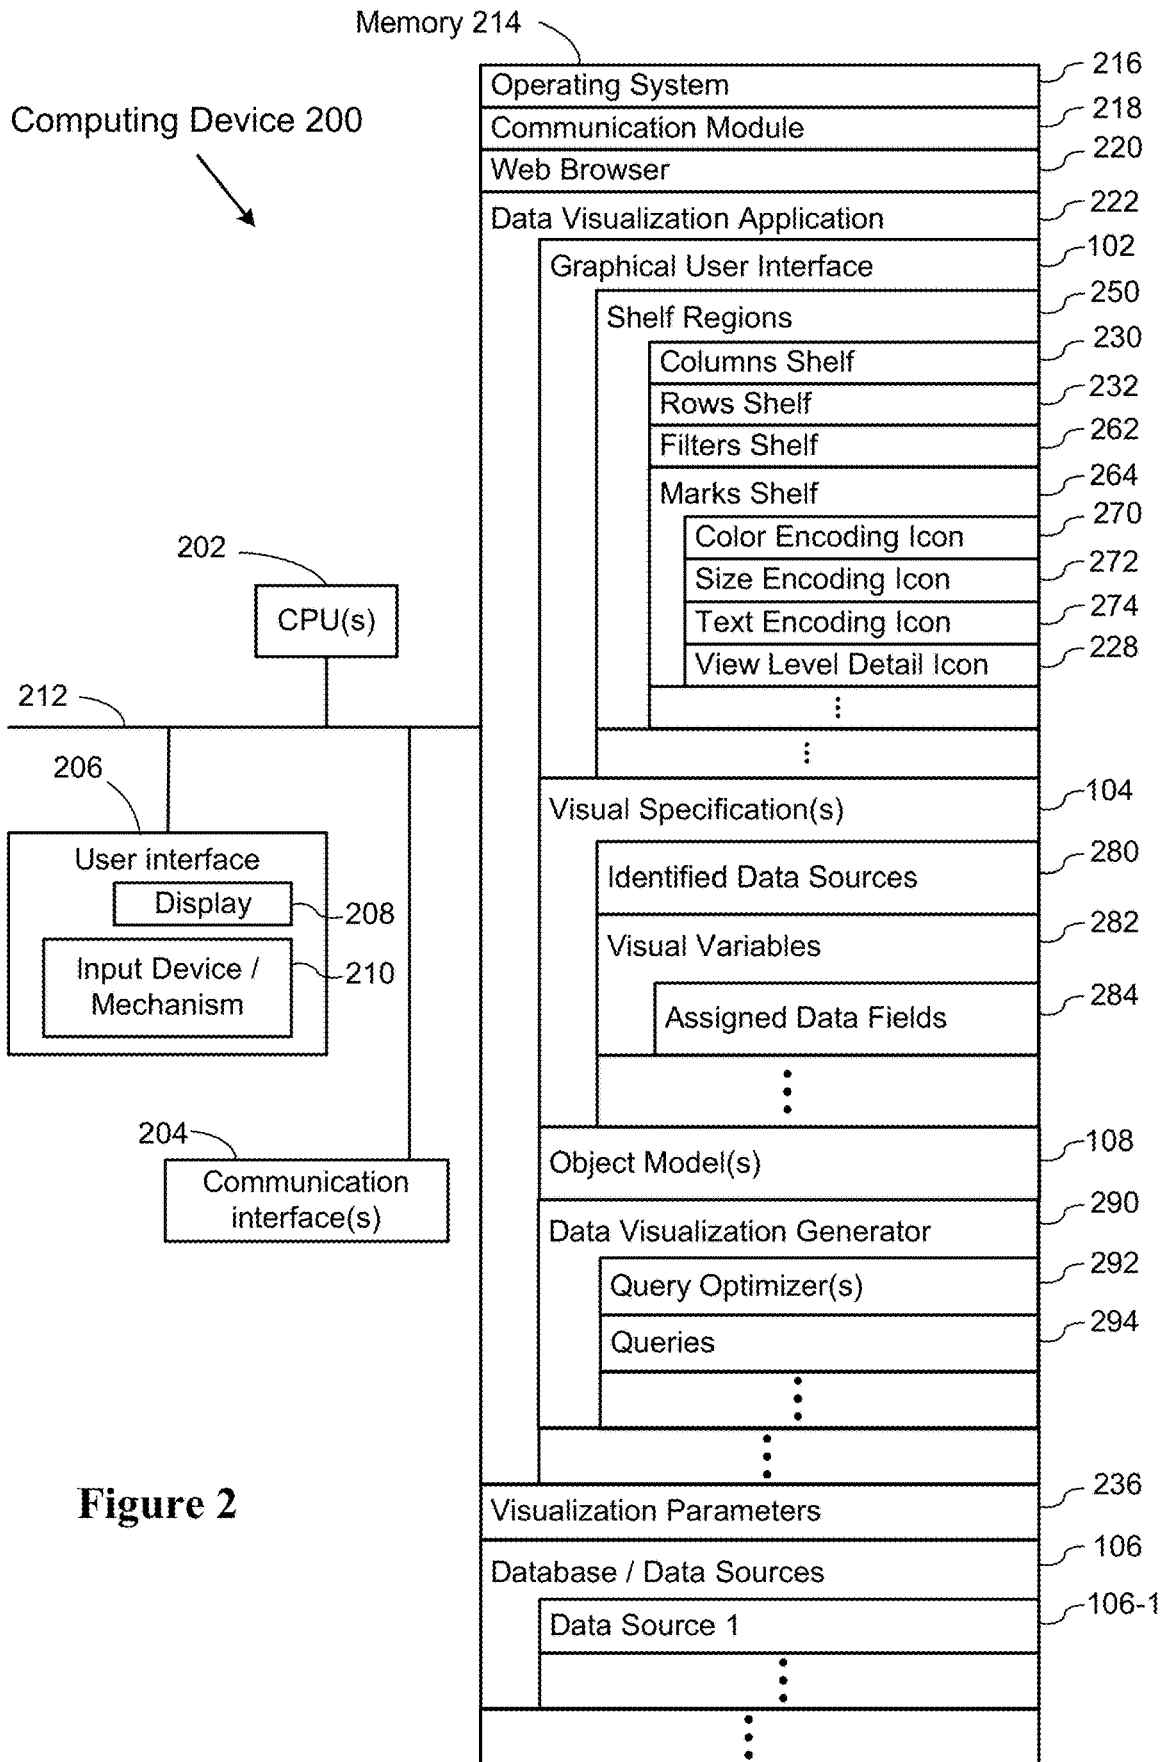 Memory 214
Computing Device 200
Operating System 216
Communication Module 218
Web Browser 220
Data Visualization Application 222
Graphical User Interface 102
Shelf Regions 250
Columns Shelf 230
Rows Shelf 232
Filters Shelf 262
Marks Shelf 264
Color Encoding Icon 270
Size Encoding Icon 272
Text Encoding Icon 274
View Level Detail Icon 228
Visual Specification(s) 104
Identified Data Sources 280
Visual Variables 282
Assigned Data Fields 284
Object Model(s) 108
Data Visualization Generator 290
Query Optimizer(s) 292
Queries 294
Visualization Parameters 236
Database / Data Sources 106
Data Source 1 106-1
202
CPU(s)
212
206
User interface
Display 208
Input Device / 210
Mechanism
204
Communication
interface(s)
Figure 2